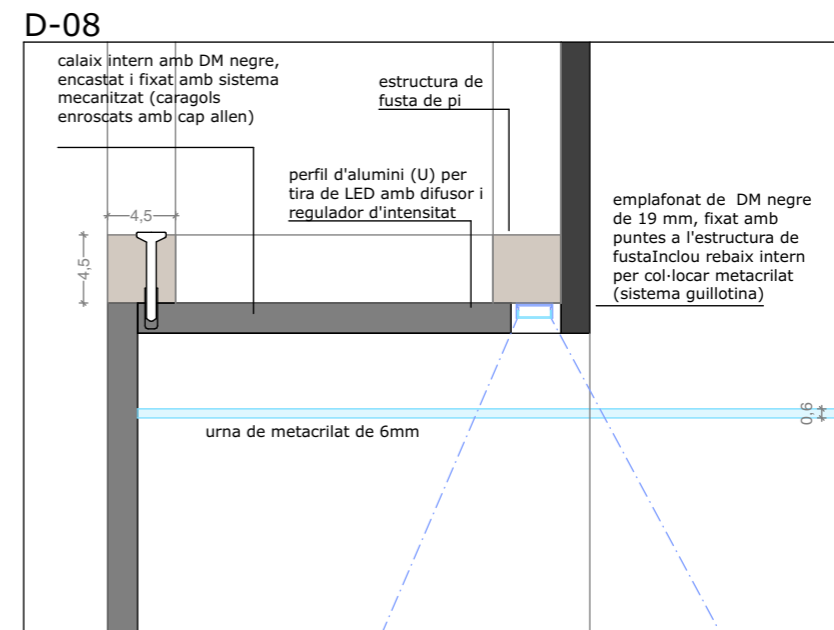 D-08
calaix intern amb DM negre,
encastat i fixat amb sistema
mecanitzat (caragols
enroscats amb cap allen)
estructura de
fusta de pi
perfil d'alumini (U) per
tira de LED amb difusor i
regulador d'intensitat
emplafonat de DM negre
de 19 mm, fixat amb
puntes a l'estructura de
fustaInclou rebaix intern
per col·locar metacrilat
(sistema guillotina)
4,5
4,5
urna de metacrilat de 6mm
0,6